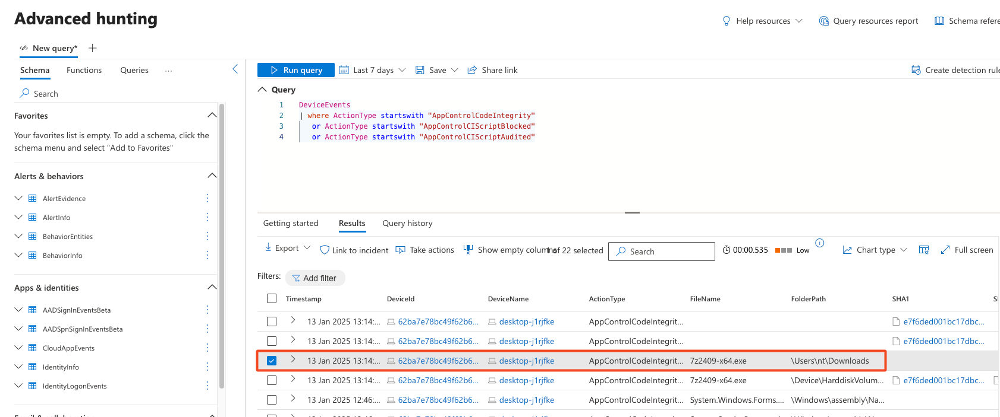 Advanced hunting
Help resources
Query resources report
Schema refere
New query*
Schema
Functions
Queries
...
Search
Favorites
Your favorites list is empty. To add a schema, click the
schema menu and select "Add to Favorites"
Alerts & behaviors
AlertEvidence
AlertInfo
BehaviorEntities
BehaviorInfo
Apps & identities
AADSignInEventsBeta
AADSpnSignInEventsBeta
CloudAppEvents
IdentityInfo
IdentityLogonEvents
Run query
Last 7 days
Save
Share link
Create detection rule
Query
1 DeviceEvents
2 | where ActionType startswith "AppControlCodeIntegrity"
3 or ActionType startswith "AppControlCIScriptBlocked"
4 or ActionType startswith "AppControlCIScriptAudited"
Getting started
Results
Query history
Export
Link to incident
Take actions
Show empty columns
1 of 22 selected
Search
00:00.535
Low
Chart type
Full screen
Filters:
Add filter
Timestamp DeviceId DeviceName ActionType FileName FolderPath SHA1
13 Jan 2025 13:14:... 62ba7e78bc49f62b6... desktop-j1rjfke AppControlCodeIntegrit... e7f6ded001bc17dbc...
13 Jan 2025 13:14:... 62ba7e78bc49f62b6... desktop-j1rjfke AppControlCodeIntegrit... e7f6ded001bc17dbc...
13 Jan 2025 13:14:... 62ba7e78bc49f62b6... desktop-j1rjfke AppControlCodeIntegrit... 7z2409-x64.exe \Users\nt\Downloads
13 Jan 2025 13:14:... 62ba7e78bc49f62b6... desktop-j1rjfke AppControlCodeIntegrit... 7z2409-x64.exe \Device\HarddiskVolum... e7f6ded001bc17dbc...
13 Jan 2025 12:46:... 62ba7e78bc49f62b6... desktop-j1rjfke AppControlCodeIntegrit... System.Windows.Forms.... \Windows\assembly\Na...